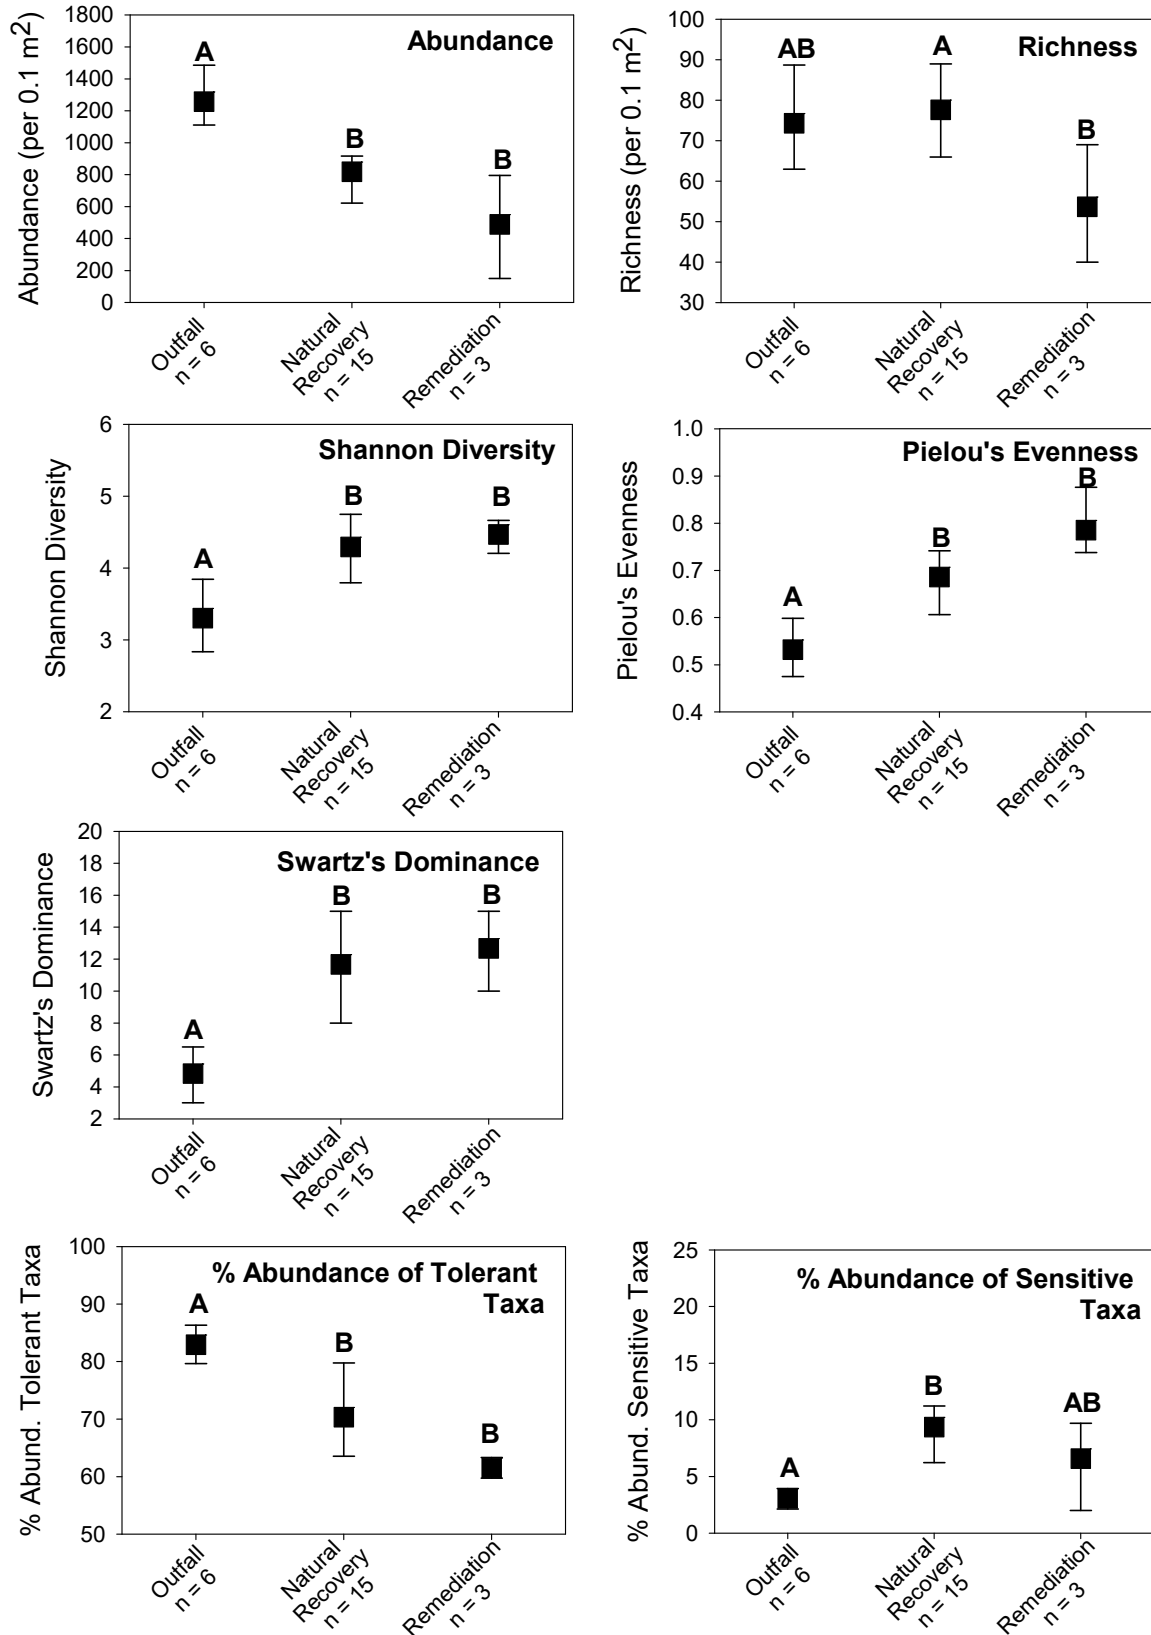 Abundance (per 0.1 m²)
1800
1600
1400
1200
1000
800
600
400
200
0
Abundance
A
B
B
Outfall
n = 6
Natural
Recovery
n = 15
Remediation
n = 3
Richness (per 0.1 m²)
100
90
80
70
60
50
40
30
Richness
AB
A
B
Outfall
n = 6
Natural
Recovery
n = 15
Remediation
n = 3
Shannon Diversity
6
5
4
3
2
Shannon Diversity
A
B
B
Outfall
n = 6
Natural
Recovery
n = 15
Remediation
n = 3
Pielou's Evenness
1.0
0.9
0.8
0.7
0.6
0.5
0.4
Pielou's Evenness
A
B
B
Outfall
n = 6
Natural
Recovery
n = 15
Remediation
n = 3
Swartz's Dominance
20
18
16
14
12
10
8
6
4
2
Swartz's Dominance
A
B
B
Outfall
n = 6
Natural
Recovery
n = 15
Remediation
n = 3
% Abund. Tolerant Taxa
100
90
80
70
60
50
% Abundance of Tolerant
Taxa
A
B
B
Outfall
n = 6
Natural
Recovery
n = 15
Remediation
n = 3
% Abund. Sensitive Taxa
25
20
15
10
5
0
% Abundance of Sensitive
Taxa
A
B
AB
Outfall
n = 6
Natural
Recovery
n = 15
Remediation
n = 3